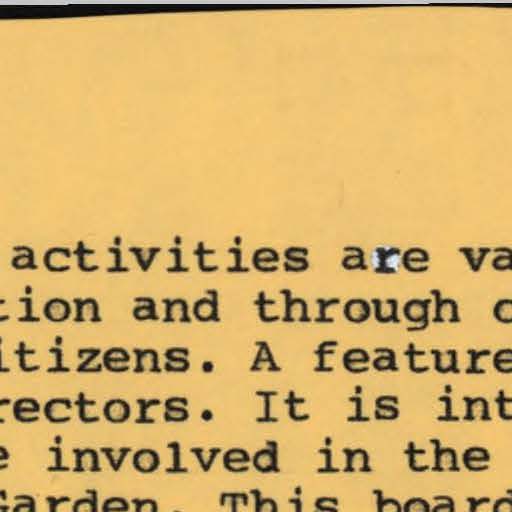 activities are va
tion and through
itizens. A feature
rectors. It is int
e involved in the
Garden. This board